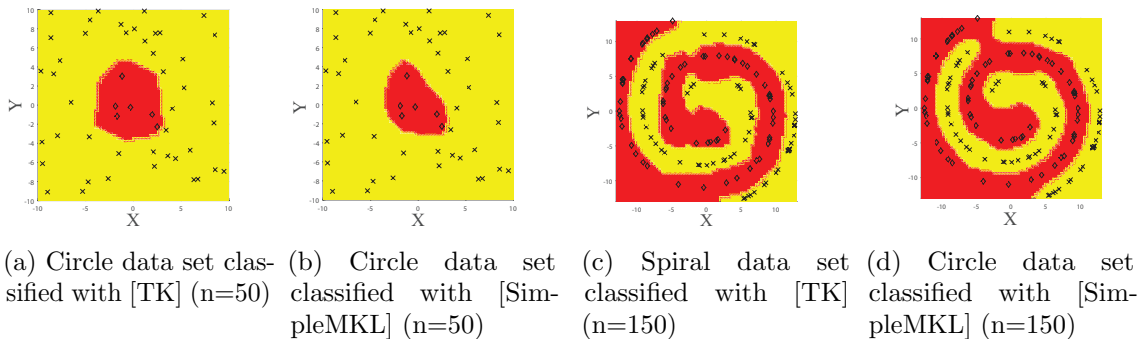 10
8
6
4
2
0
-2
-4
-6
-8
-10
-10 -5 0 5 10
Y
X
10
8
6
4
2
0
-2
-4
-6
-8
-10
-10 -5 0 5 10
Y
X
10
5
0
-5
-10
-10 -5 0 5 10
Y
X
10
5
0
-5
-10
-10 -5 0 5 10
Y
X
(a) Circle data set clas-
sified with [TK] (n=50)
(b) Circle data set
classified with [Sim-
pleMKL] (n=50)
(c) Spiral data set
classified with [TK]
(n=150)
(d) Circle data set
classified with [Sim-
pleMKL] (n=150)